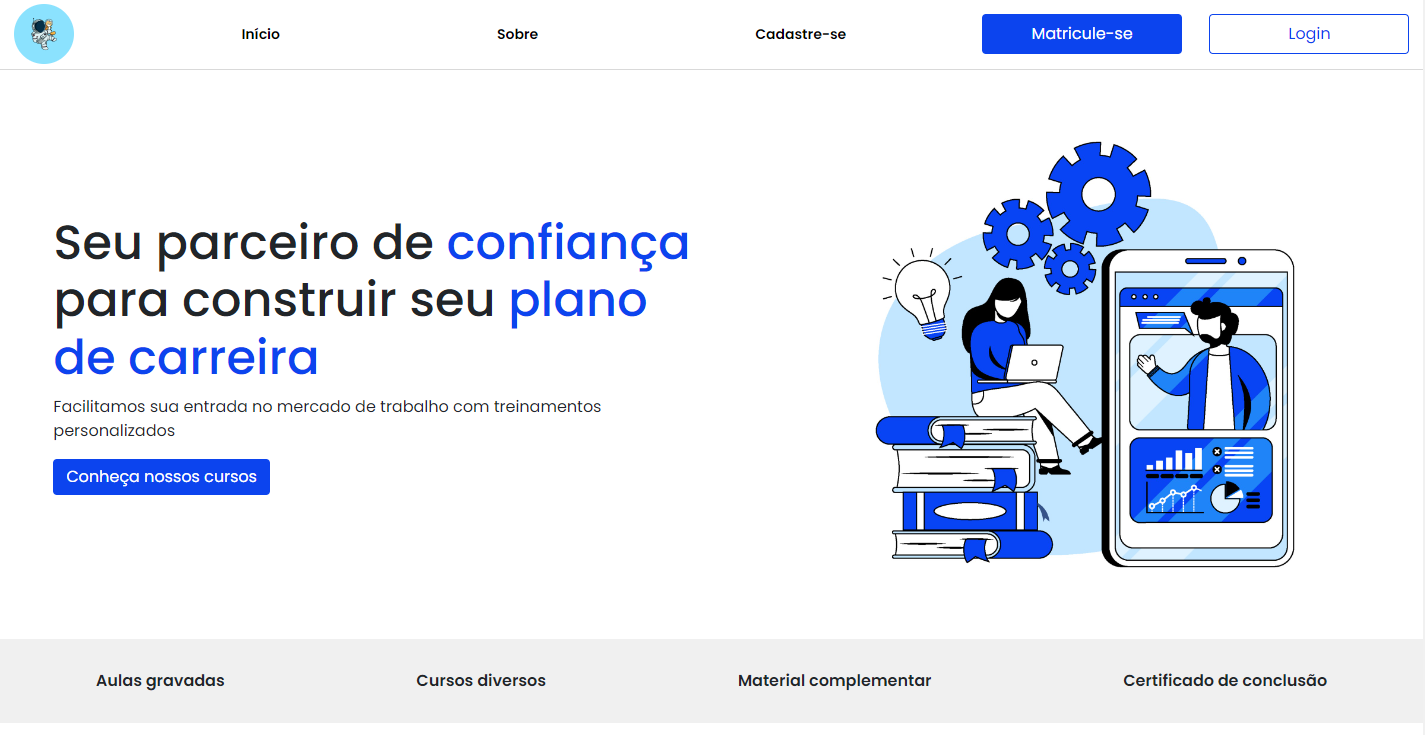 Início
Sobre
Cadastre-se
Matricule-se
Login
Seu parceiro de confiança
para construir seu plano
de carreira
Facilitamos sua entrada no mercado de trabalho com treinamentos
personalizados
Conheça nossos cursos
Aulas gravadas
Cursos diversos
Material complementar
Certificado de conclusão